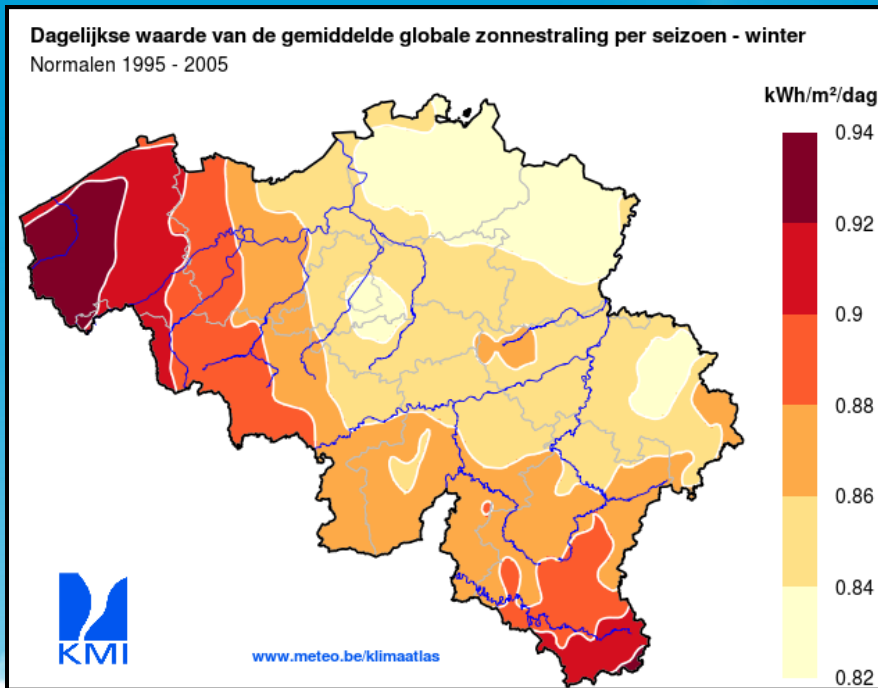 Dagelijkse waarde van de gemiddelde globale zonnestraling per seizoen - winter
Normalen 1995 - 2005
kWh/m²/dag
0.94
0.92
0.9
0.88
0.86
0.84
0.82
KMI
www.meteo.be/klimaatlas